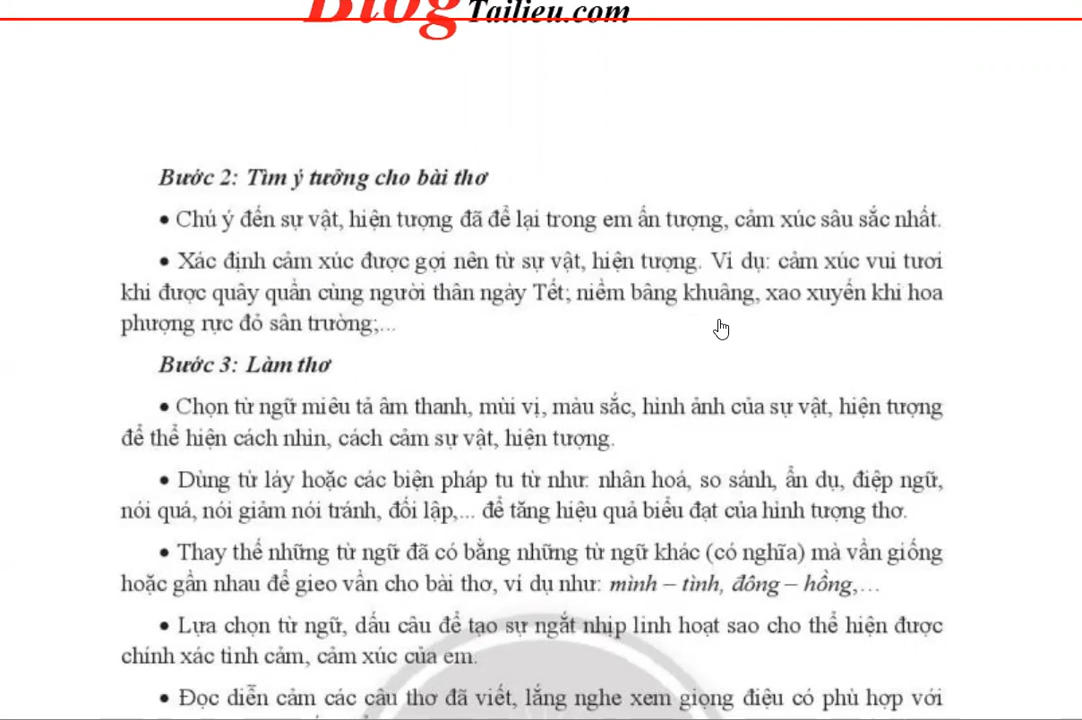 Blog Tailieu.com
Bước 2: Tìm ý tưởng cho bài thơ
• Chú ý đến sự vật, hiện tượng đã để lại trong em ấn tượng, cảm xúc sâu sắc nhất.
• Xác định cảm xúc được gợi nên từ sự vật, hiện tượng. Ví dụ: cảm xúc vui tươi
khi được quây quần cùng người thân ngày Tết; niềm bâng khuâng, xao xuyến khi hoa
phượng rực đỏ sân trường;...
Bước 3: Làm thơ
• Chọn từ ngữ miêu tả âm thanh, mùi vị, màu sắc, hình ảnh của sự vật, hiện tượng
để thể hiện cách nhìn, cách cảm sự vật, hiện tượng.
• Dùng từ láy hoặc các biện pháp tu từ như: nhân hoá, so sánh, ẩn dụ, điệp ngữ,
nói quá, nói giảm nói tránh, đối lập,... để tăng hiệu quả biểu đạt của hình tượng thơ.
• Thay thế những từ ngữ đã có bằng những từ ngữ khác (có nghĩa) mà vần giống
hoặc gần nhau để gieo vần cho bài thơ, ví dụ như: mình – tình, đông – hồng,...
• Lựa chọn từ ngữ, dấu câu để tạo sự ngắt nhịp linh hoạt sao cho thể hiện được
chính xác tình cảm, cảm xúc của em.
• Đọc diễn cảm các câu thơ đã viết, lắng nghe xem giọng điệu có phù hợp với